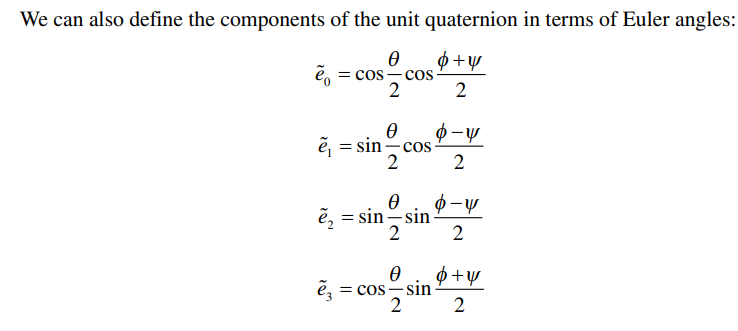 We can also define the components of the unit quaternion in terms of Euler angles:
ẽ₀ = cos θ/2 cos ϕ+ψ/2
ẽ₁ = sin θ/2 cos ϕ−ψ/2
ẽ₂ = sin θ/2 sin ϕ−ψ/2
ẽ₃ = cos θ/2 sin ϕ+ψ/2